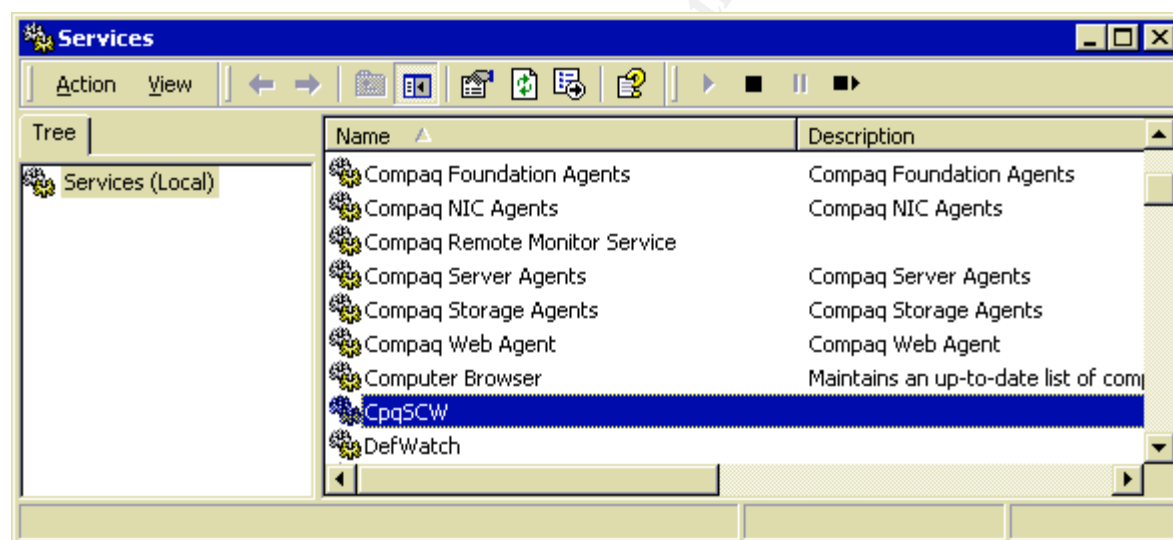 Services
Action View
Tree
Name Description
Services (Local)
Compaq Foundation Agents Compaq Foundation Agents
Compaq NIC Agents Compaq NIC Agents
Compaq Remote Monitor Service
Compaq Server Agents Compaq Server Agents
Compaq Storage Agents Compaq Storage Agents
Compaq Web Agent Compaq Web Agent
Computer Browser Maintains an up-to-date list of com
CpqSCW
DefWatch